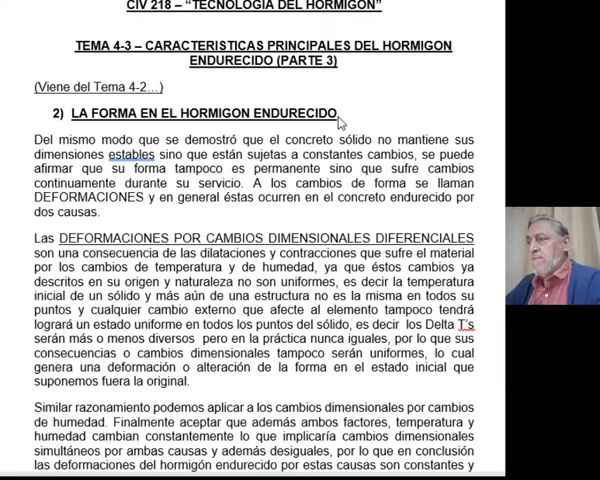 CIV 218 – “TECNOLOGIA DEL HORMIGON”
TEMA 4-3 – CARACTERISTICAS PRINCIPALES DEL HORMIGON
ENDURECIDO (PARTE 3)
(Viene del Tema 4-2...)
2) LA FORMA EN EL HORMIGON ENDURECIDO
Del mismo modo que se demostró que el concreto sólido no mantiene sus
dimensiones estables sino que están sujetas a constantes cambios, se puede
afirmar que su forma tampoco es permanente sino que sufre cambios
continuamente durante su servicio. A los cambios de forma se llaman
DEFORMACIONES y en general éstas ocurren en el concreto endurecido por
dos causas.
Las DEFORMACIONES POR CAMBIOS DIMENSIONALES DIFERENCIALES
son una consecuencia de las dilataciones y contracciones que sufre el material
por los cambios de temperatura y de humedad, ya que éstos cambios ya
descritos en su origen y naturaleza no son uniformes, es decir la temperatura
inicial de un sólido y más aún de una estructura no es la misma en todos su
puntos y cualquier cambio externo que afecte al elemento tampoco tendrá
logrará un estado uniforme en todos los puntos del sólido, es decir los Delta T’s
serán más o menos diversos pero en la práctica nunca iguales, por lo que sus
consecuencias o cambios dimensionales tampoco serán uniformes, lo cual
genera una deformación o alteración de la forma en el estado inicial que
suponemos fuera la original.
Similar razonamiento podemos aplicar a los cambios dimensionales por cambios
de humedad. Finalmente aceptar que además ambos factores, temperatura y
humedad cambian constantemente lo que implicaría cambios dimensionales
simultáneos por ambas causas y además desiguales, por lo que en conclusión
las deformaciones del hormigón endurecido por estas causas son constantes y